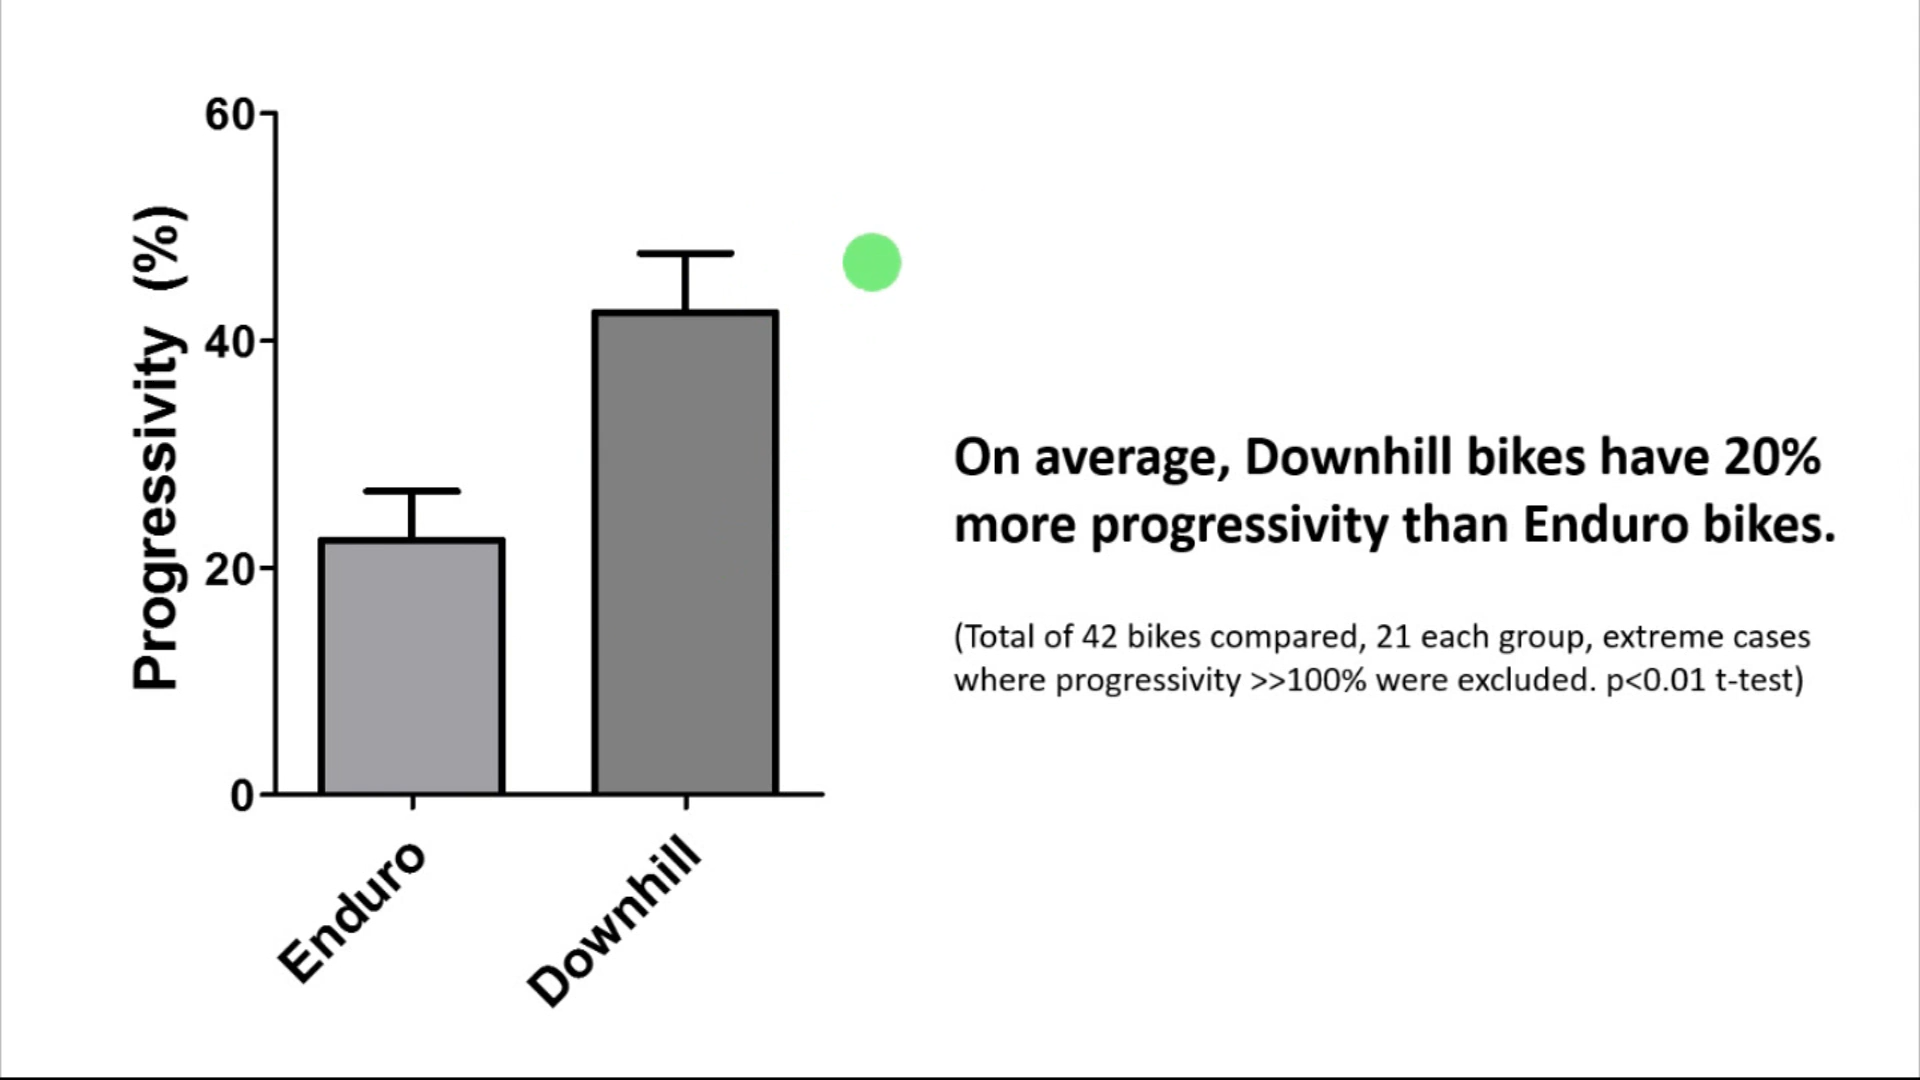 Progressivity (%)
60
40
20
0
Enduro
Downhill
On average, Downhill bikes have 20%
more progressivity than Enduro bikes.
(Total of 42 bikes compared, 21 each group, extreme cases
where progressivity >>100% were excluded. p<0.01 t-test)